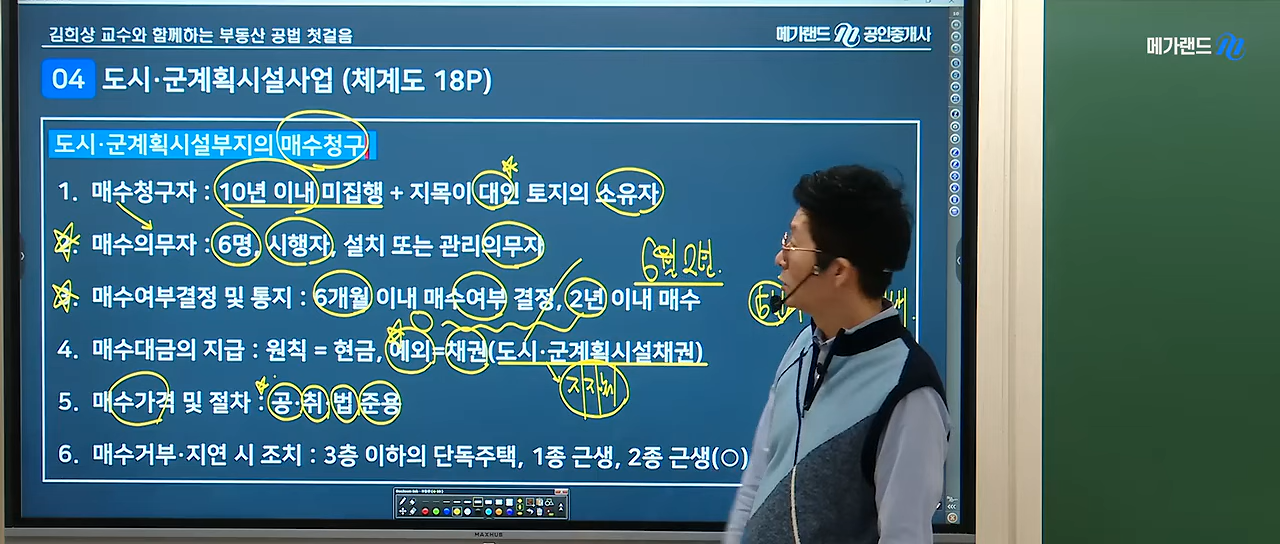 김희상 교수와 함께하는 부동산 공법 첫걸음
메가랜드 공인중개사
메가랜드
04 도시·군계획시설사업 (체계도 18P)
도시·군계획시설부지의 매수청구
1. 매수청구자 : 10년 이내 미집행 + 지목이 대인 토지의 소유자
2. 매수의무자 : 6명, 시행자, 설치 또는 관리의무자
6월 2년.
3. 매수여부결정 및 통지 : 6개월 이내 매수여부 결정, 2년 이내 매수
4. 매수대금의 지급 : 원칙 = 현금, 예외=채권(도시·군계획시설채권)
지자체
5. 매수가격 및 절차 : 공·취·법 준용
6. 매수거부·지연 시 조치 : 3층 이하의 단독주택, 1종 근생, 2종 근생(○)
MAXHUB